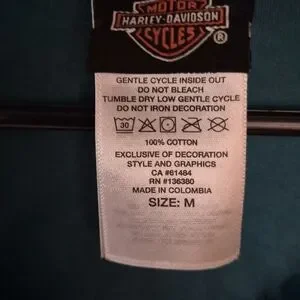 MOTOR
HARLEY-DAVIDSON
CYCLES
®
GENTLE CYCLE INSIDE OUT
DO NOT BLEACH
TUMBLE DRY LOW GENTLE CYCLE
DO NOT IRON DECORATION
30
100% COTTON
EXCLUSIVE OF DECORATION
STYLE AND GRAPHICS
CA #61484
RN #136380
MADE IN COLOMBIA
SIZE: M